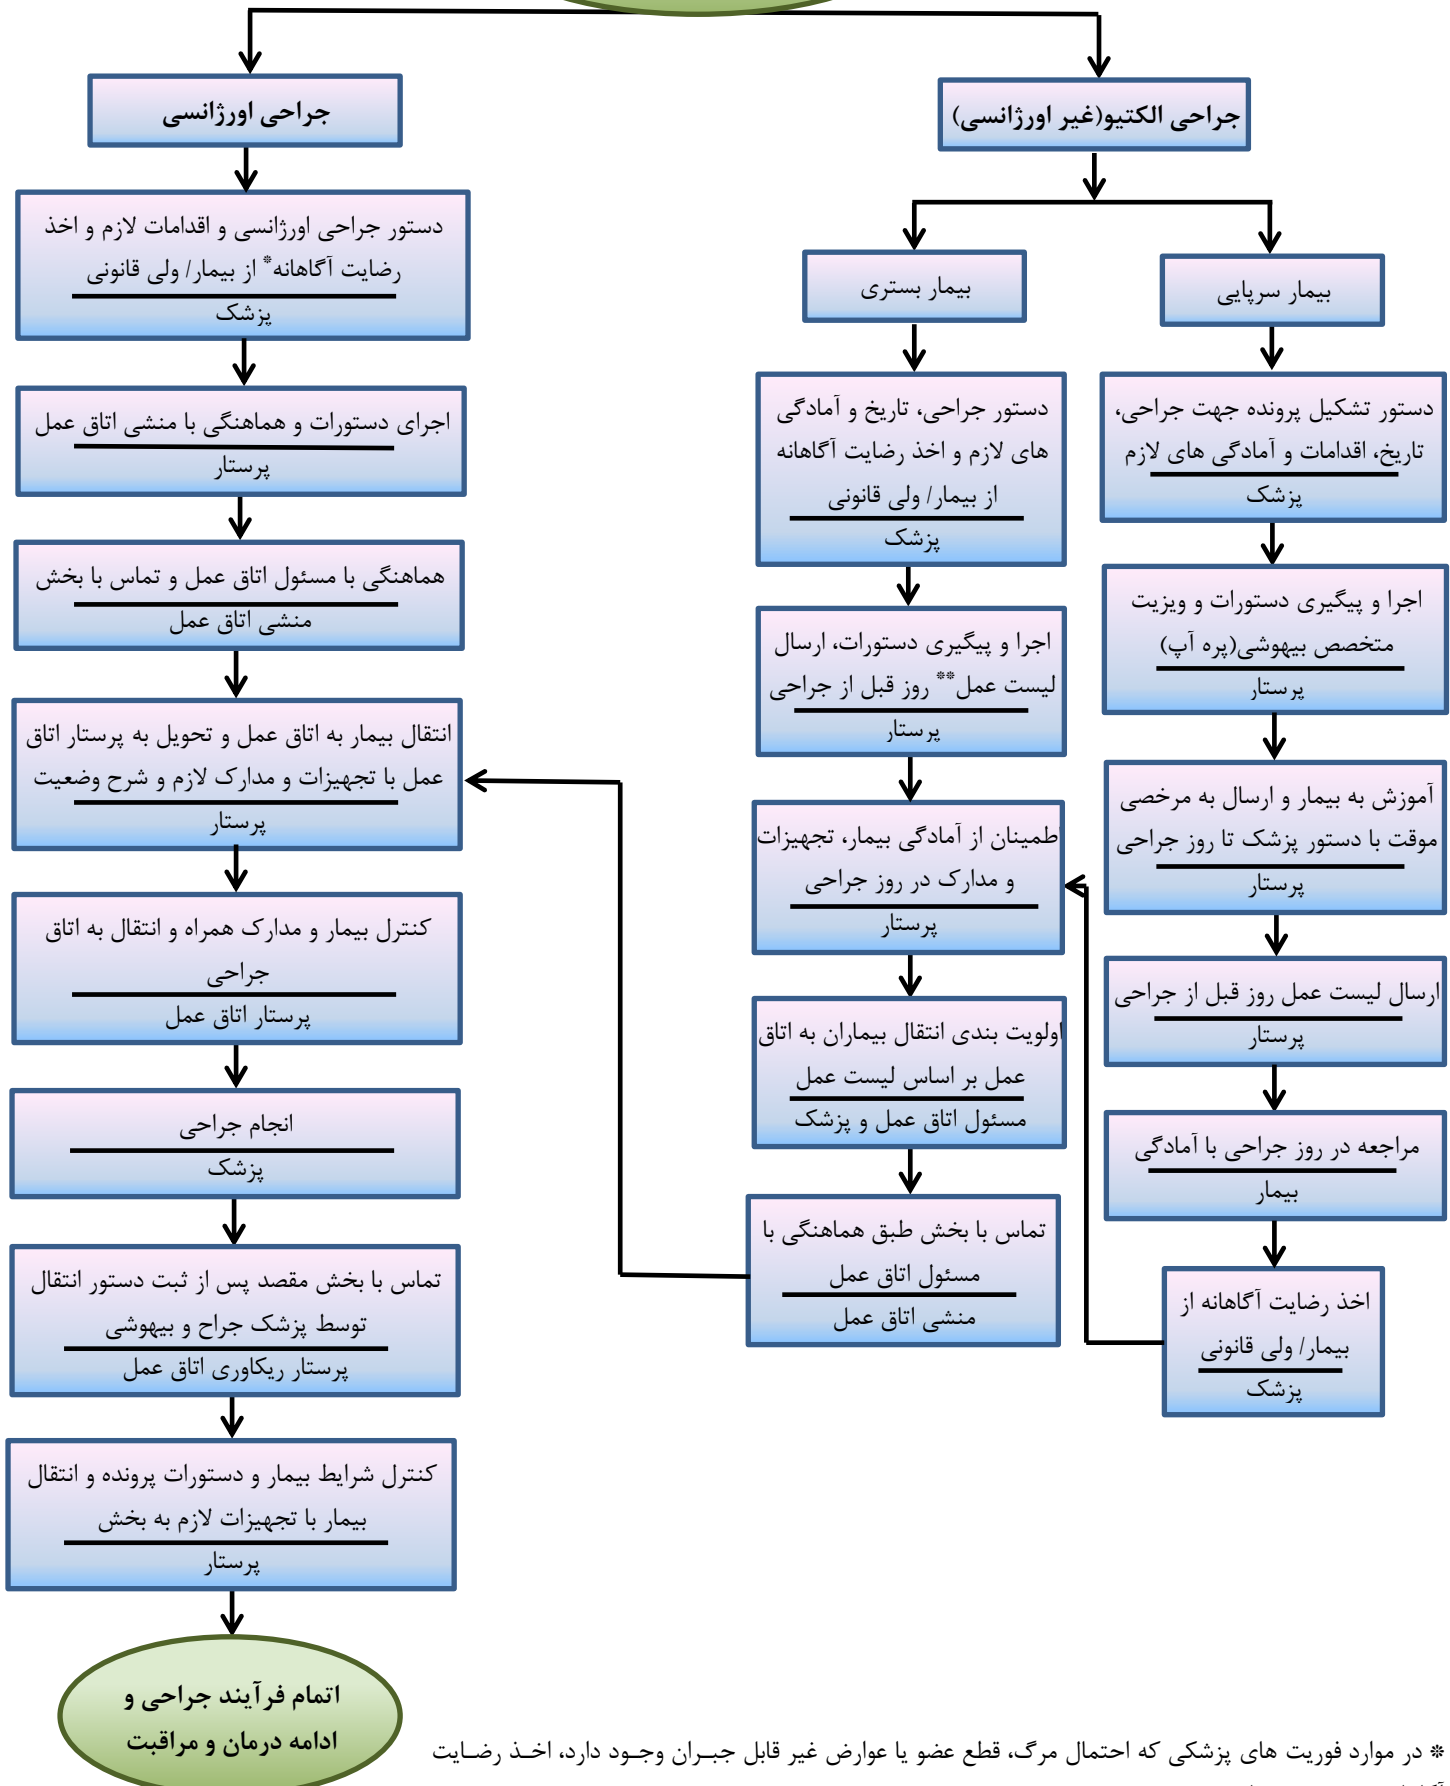 جراحی الکتیو(غیر اورژانسی)
بیمار سرپایی
دستور تشکیل پرونده جهت جراحی،
تاریخ، اقدامات و آمادگی های لازم
پزشک
اجرا و پیگیری دستورات و ویزیت
متخصص بیهوشی(پره آپ)
پرستار
آموزش به بیمار و ارسال به مرخصی
موقت با دستور پزشک تا روز جراحی
پرستار
ارسال لیست عمل روز قبل از جراحی
پرستار
مراجعه در روز جراحی با آمادگی
بیمار
اخذ رضایت آگاهانه از
بیمار/ ولی قانونی
پزشک
بیمار بستری
دستور جراحی، تاریخ و آمادگی
های لازم و اخذ رضایت آگاهانه
از بیمار/ ولی قانونی
پزشک
اجرا و پیگیری دستورات، ارسال
لیست عمل** روز قبل از جراحی
پرستار
اطمینان از آمادگی بیمار، تجهیزات
و مدارک در روز جراحی
پرستار
اولویت بندی انتقال بیماران به اتاق
عمل بر اساس لیست عمل
مسئول اتاق عمل و پزشک
تماس با بخش طبق هماهنگی با
مسئول اتاق عمل
منشی اتاق عمل
جراحی اورژانسی
دستور جراحی اورژانسی و اقدامات لازم و اخذ
رضایت آگاهانه* از بیمار/ ولی قانونی
پزشک
اجرای دستورات و هماهنگی با منشی اتاق عمل
پرستار
هماهنگی با مسئول اتاق عمل و تماس با بخش
منشی اتاق عمل
انتقال بیمار به اتاق عمل و تحویل به پرستار اتاق
عمل با تجهیزات و مدارک لازم و شرح وضعیت
پرستار
کنترل بیمار و مدارک همراه و انتقال به اتاق
جراحی
پرستار اتاق عمل
انجام جراحی
پزشک
تماس با بخش مقصد پس از ثبت دستور انتقال
توسط پزشک جراح و بیهوشی
پرستار ریکاوری اتاق عمل
کنترل شرایط بیمار و دستورات پرونده و انتقال
بیمار با تجهیزات لازم به بخش
پرستار
اتمام فرآیند جراحی و
ادامه درمان و مراقبت
* در موارد فوریت های پزشکی که احتمال مرگ، قطع عضو یا عوارض غیر قابل جبـران وجـود دارد، اخـذ رضـایت